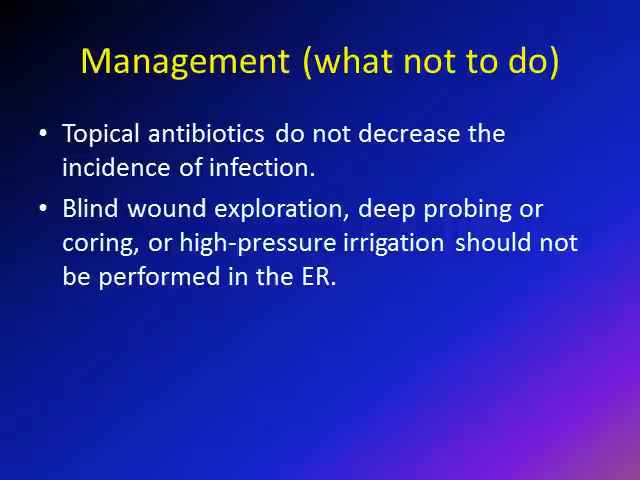 Management (what not to do)
• Topical antibiotics do not decrease the
incidence of infection.
• Blind wound exploration, deep probing or
coring, or high-pressure irrigation should not
be performed in the ER.